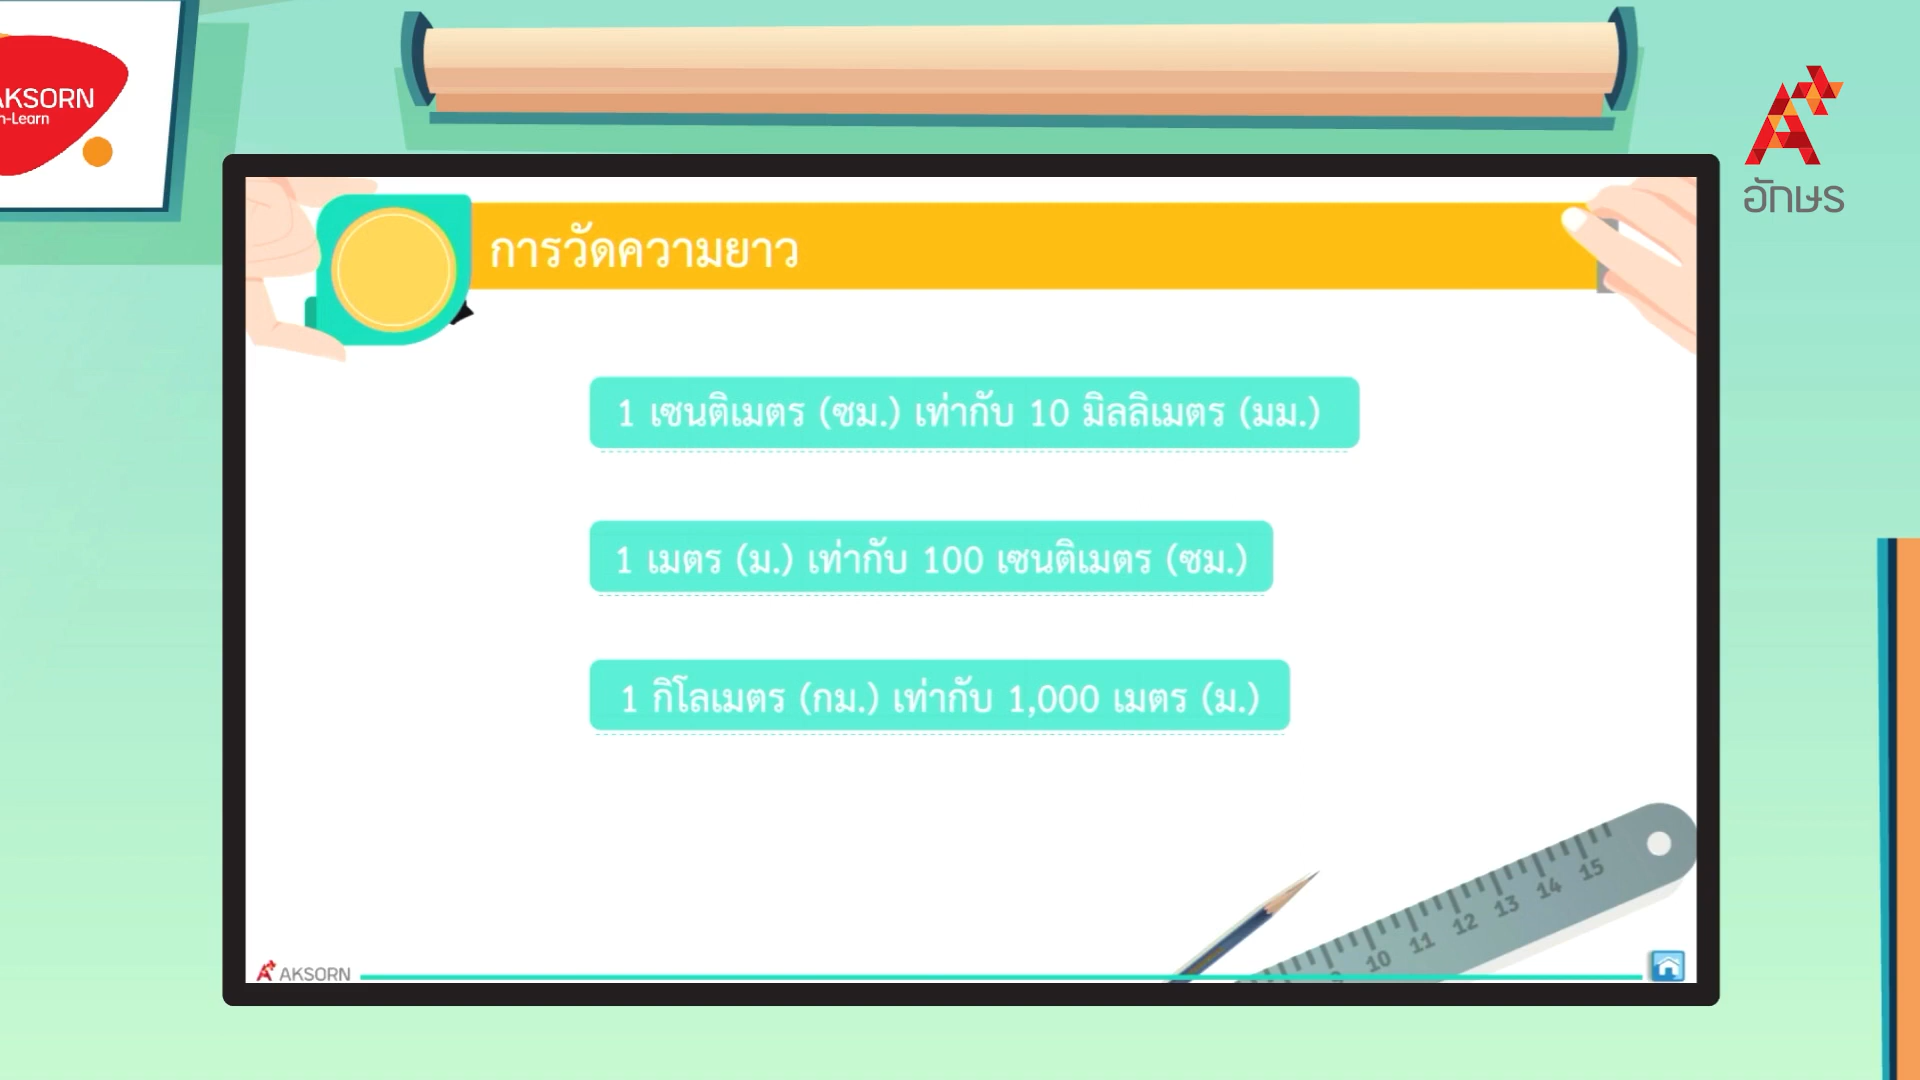 AKSORN
n-Learn
อักษร
การวัดความยาว
1 เซนติเมตร (ซม.) เท่ากับ 10 มิลลิเมตร (มม.)
1 เมตร (ม.) เท่ากับ 100 เซนติเมตร (ซม.)
1 กิโลเมตร (กม.) เท่ากับ 1,000 เมตร (ม.)
9 10 11 12 13 14 15
AKSORN